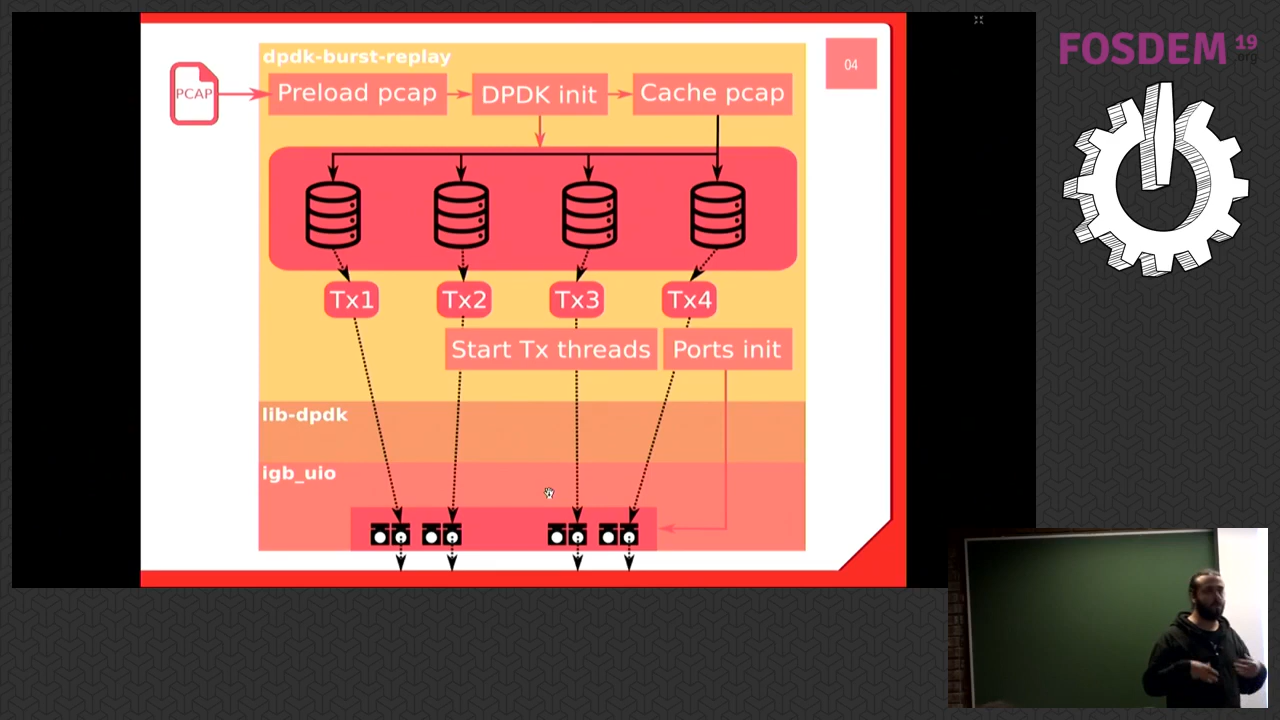 FOSDEM 19
.org
04
dpdk-burst-replay
PCAP
Preload pcap
DPDK init
Cache pcap
Tx1
Tx2
Tx3
Tx4
Start Tx threads
Ports init
lib-dpdk
igb_uio